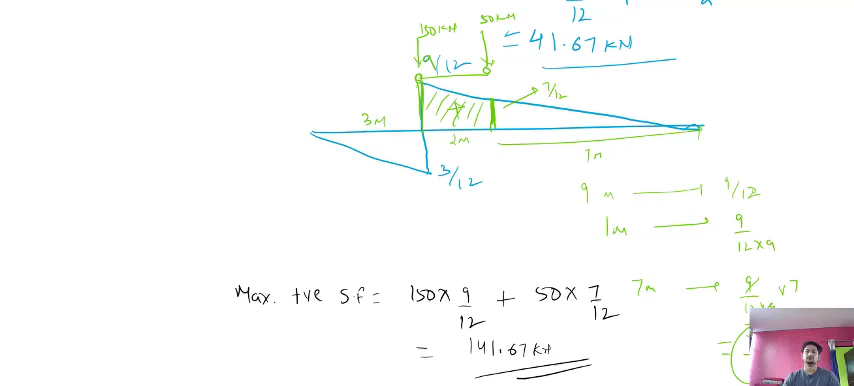 12
= 41.67 KN
150KN 50KN
9/12
7/12
3M
2M
7m
3/12
9 m → 9/12
1M → 9/12×9
7m → 9/12×9 ×7
Max. +ve S.F = 150 × 9/12 + 50 × 7/12
= 141.67 KN
=